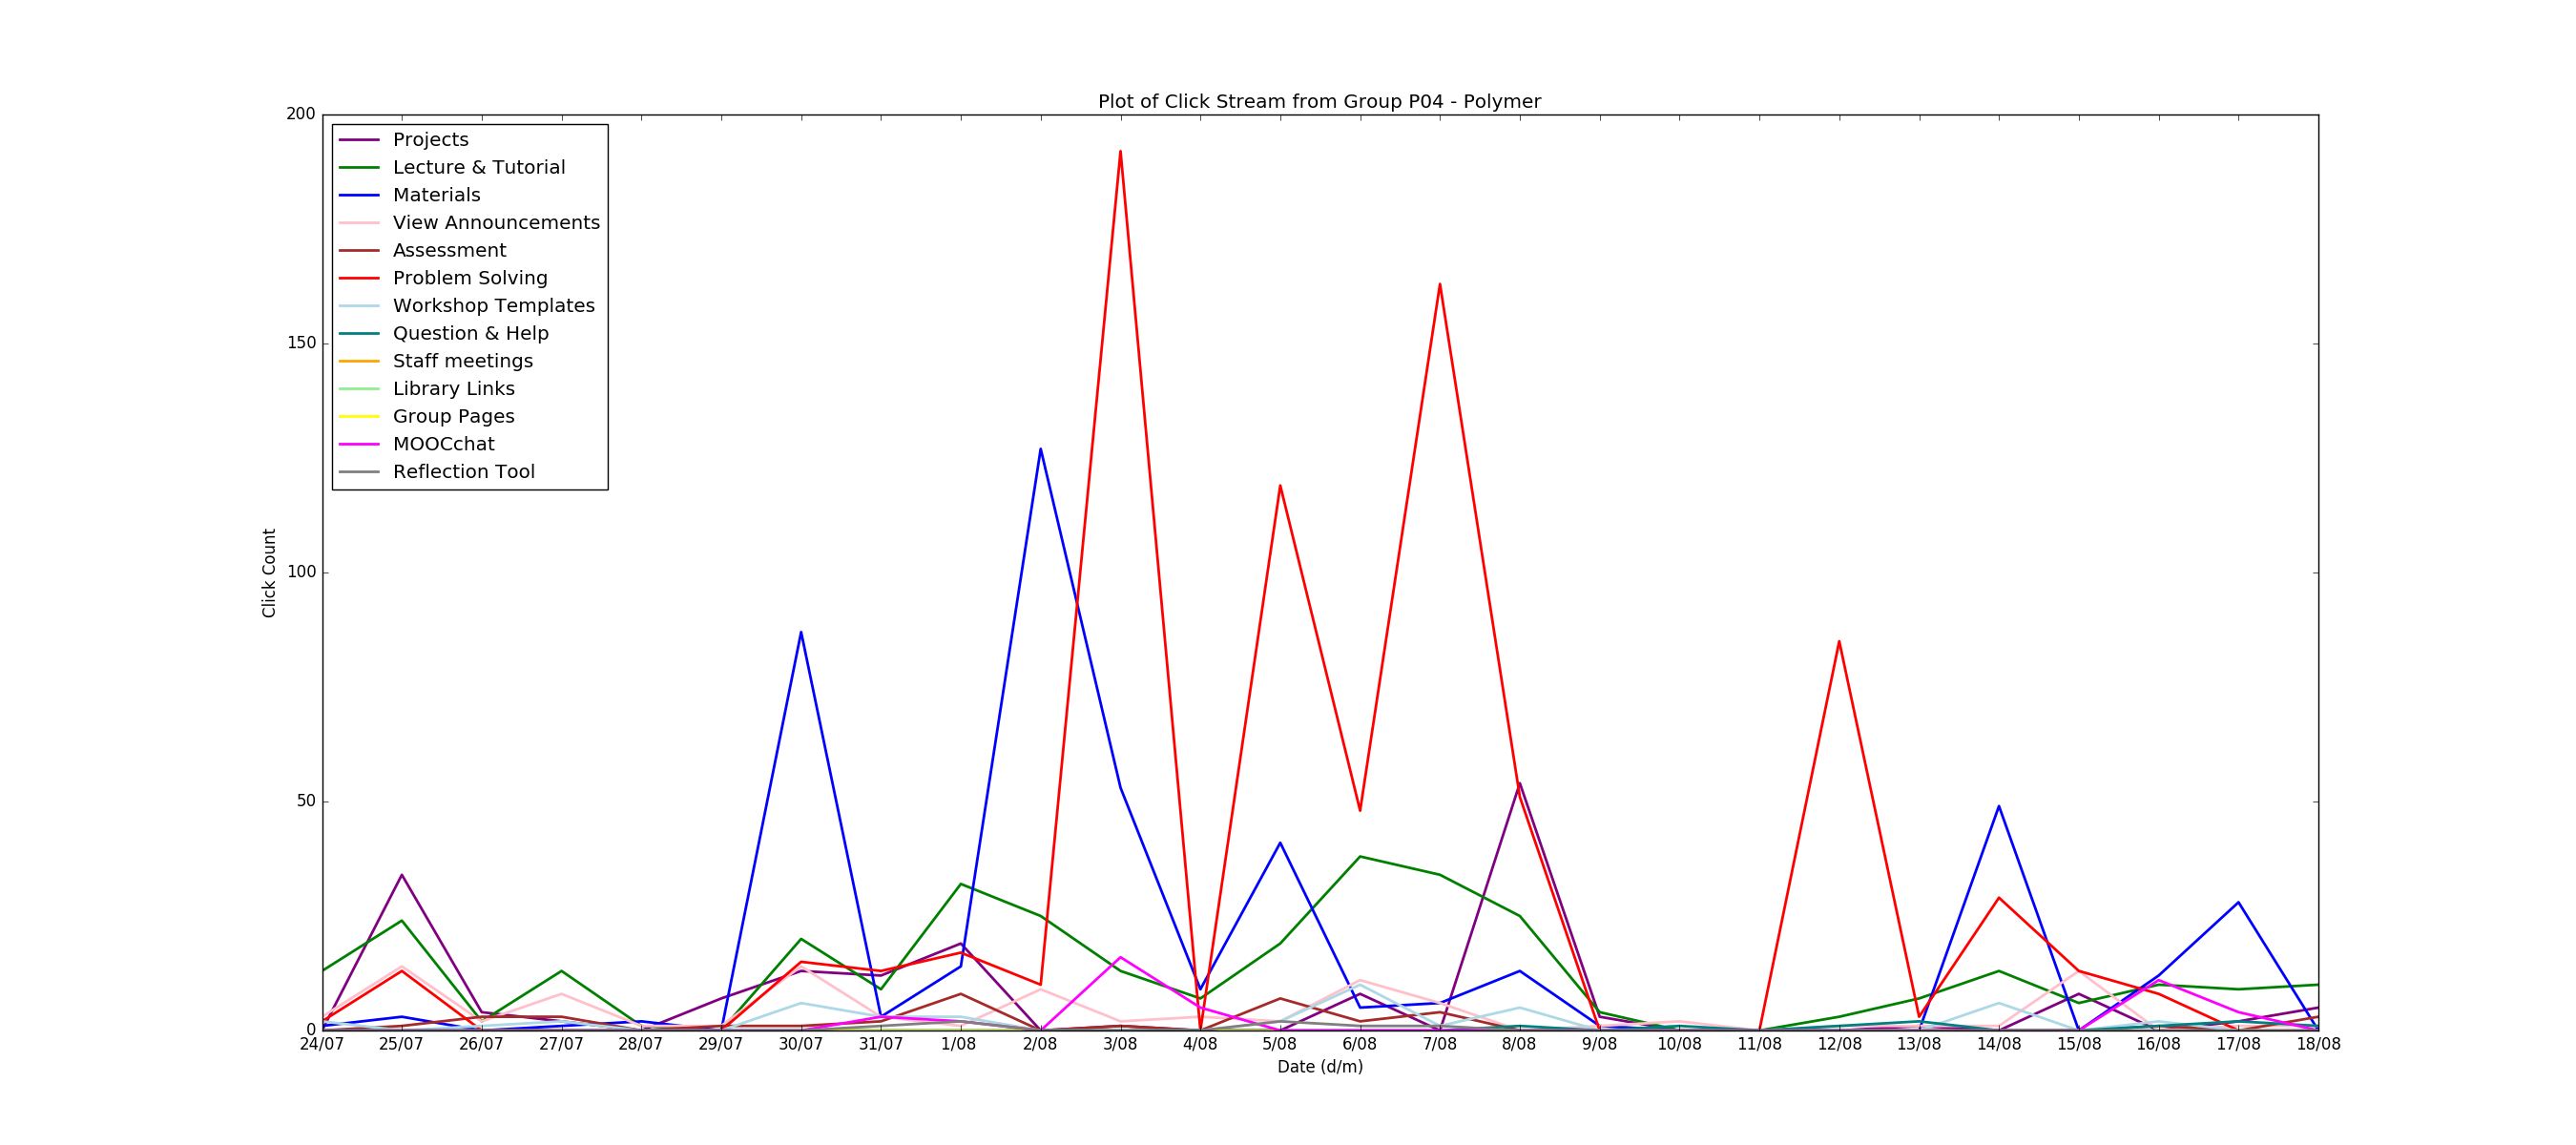 Plot of Click Stream from Group P04 - Polymer
200
150
100
50
0
Click Count
Projects
Lecture & Tutorial
Materials
View Announcements
Assessment
Problem Solving
Workshop Templates
Question & Help
Staff meetings
Library Links
Group Pages
MOOCchat
Reflection Tool
24/07 25/07 26/07 27/07 28/07 29/07 30/07 31/07 1/08 2/08 3/08 4/08 5/08 6/08 7/08 8/08 9/08 10/08 11/08 12/08 13/08 14/08 15/08 16/08 17/08 18/08
Date (d/m)